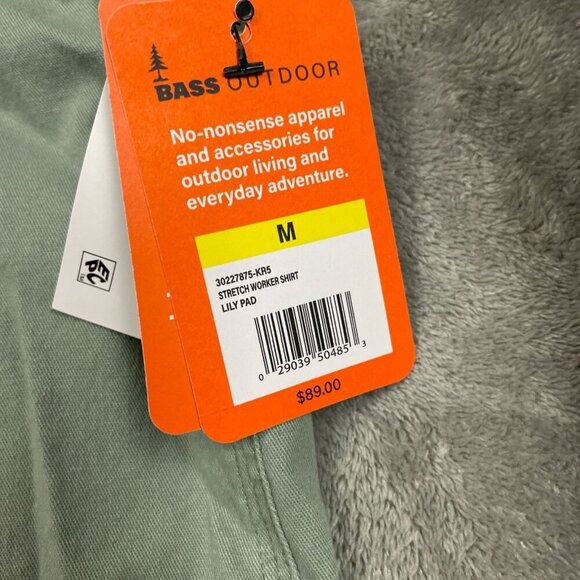 BASS OUTDOOR
No-nonsense apparel
and accessories for
outdoor living and
everyday adventure.
M
30227875-KR5
STRETCH WORKER SHIRT
LILY PAD
0 29039 50485 3
$89.00